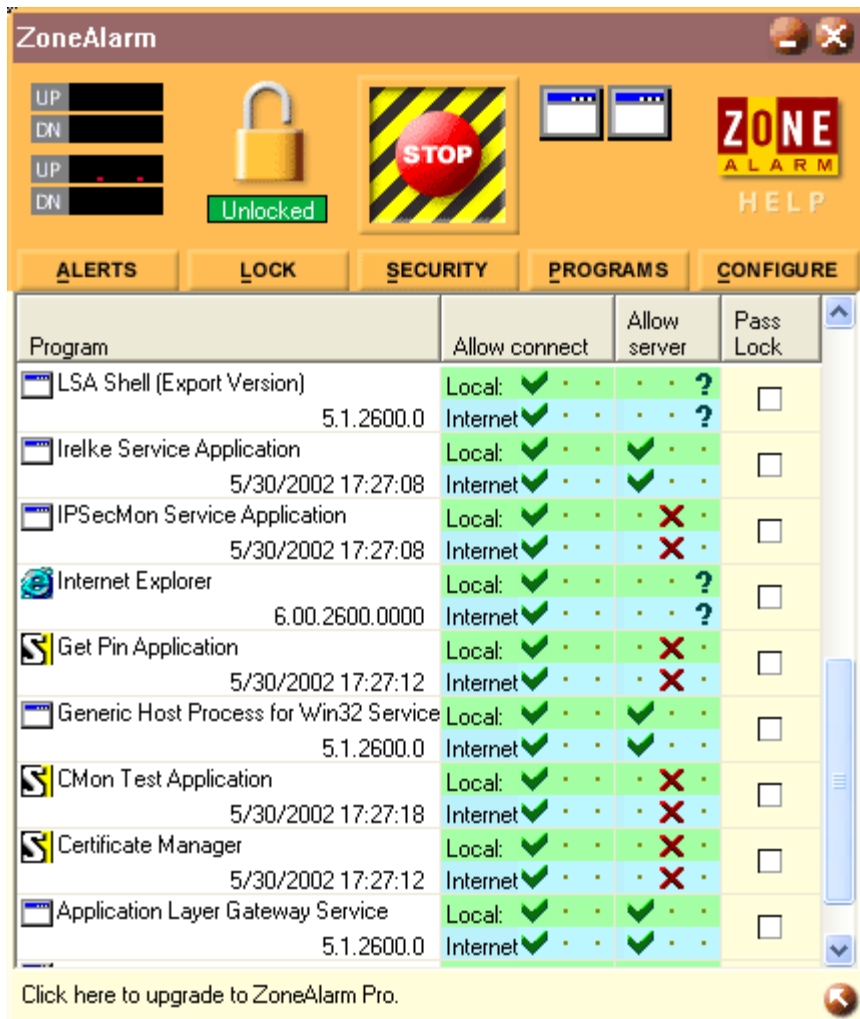 ZoneAlarm
UP
DN
UP
DN
Unlocked
STOP
ZONE
ALARM
HELP
ALERTS LOCK SECURITY PROGRAMS CONFIGURE
Program Allow connect Allow server Pass Lock
LSA Shell (Export Version) Local: ?
5.1.2600.0 Internet ?
Irelke Service Application Local:
5/30/2002 17:27:08 Internet
IPSecMon Service Application Local:
5/30/2002 17:27:08 Internet
Internet Explorer Local: ?
6.00.2600.0000 Internet ?
Get Pin Application Local:
5/30/2002 17:27:12 Internet
Generic Host Process for Win32 Service Local:
5.1.2600.0 Internet
CMon Test Application Local:
5/30/2002 17:27:18 Internet
Certificate Manager Local:
5/30/2002 17:27:12 Internet
Application Layer Gateway Service Local:
5.1.2600.0 Internet
Click here to upgrade to ZoneAlarm Pro.